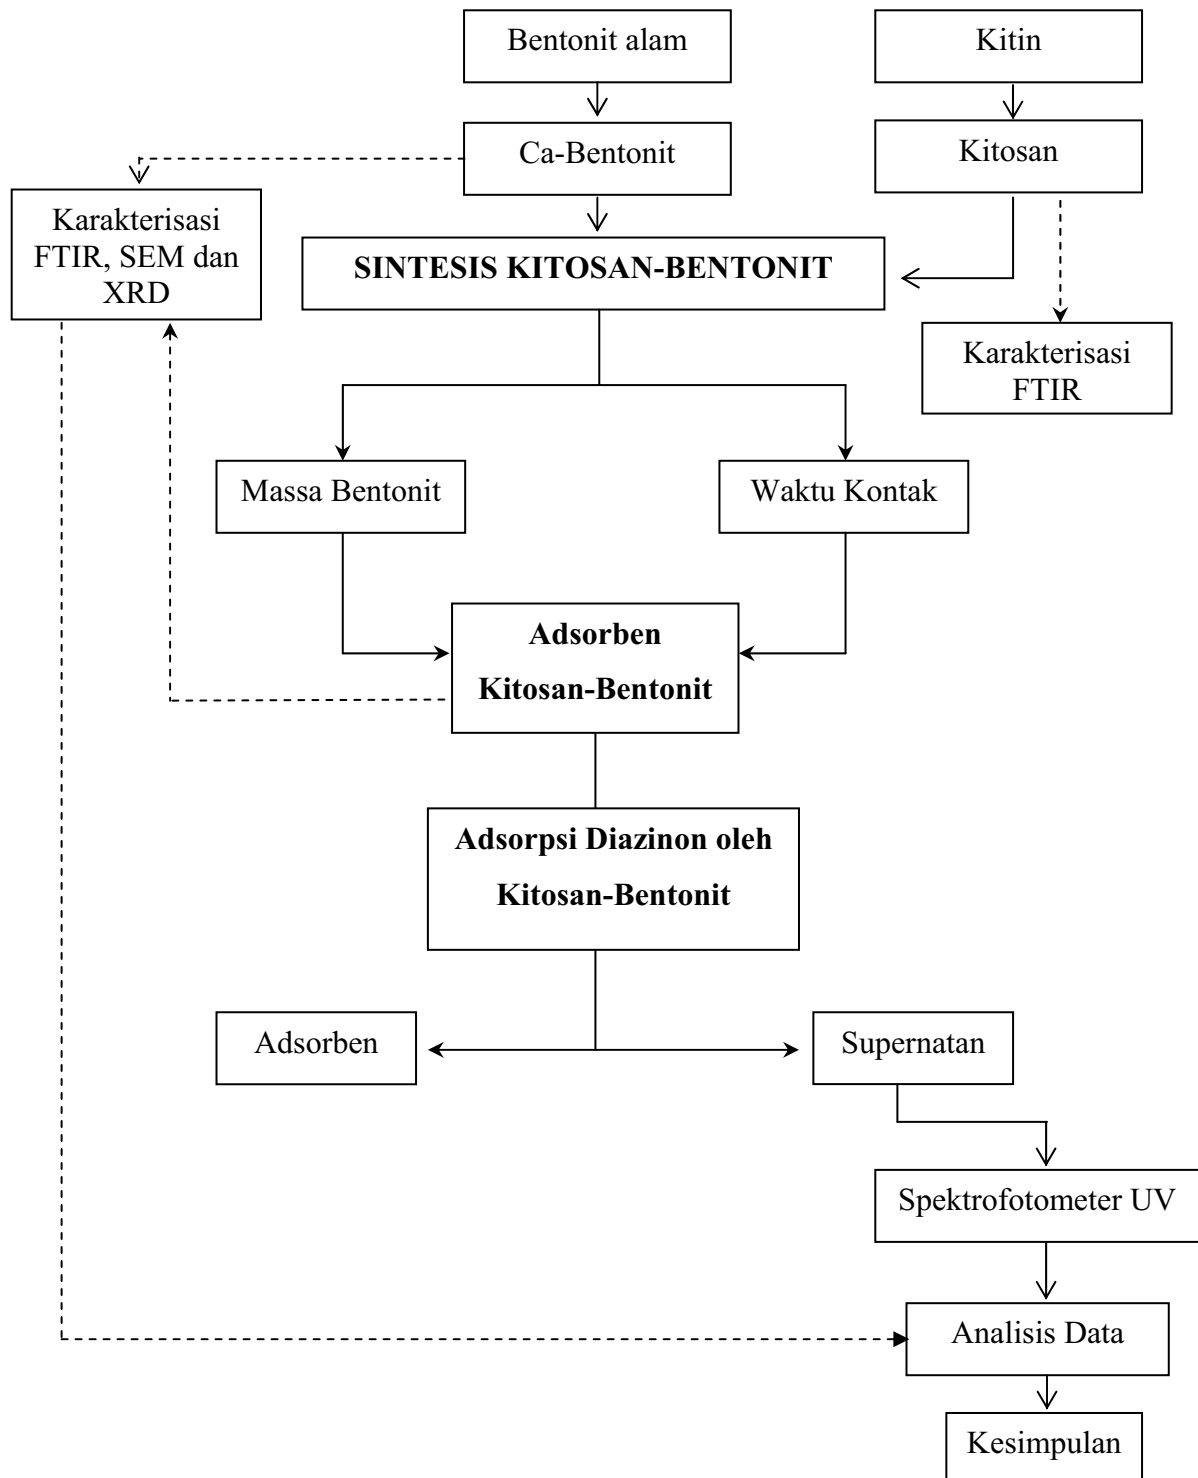 Bentonit alam
Kitin
Ca-Bentonit
Kitosan
Karakterisasi
FTIR, SEM dan
XRD
SINTESIS KITOSAN-BENTONIT
Karakterisasi
FTIR
Massa Bentonit
Waktu Kontak
Adsorben
Kitosan-Bentonit
Adsorpsi Diazinon oleh
Kitosan-Bentonit
Adsorben
Supernatan
Spektrofotometer UV
Analisis Data
Kesimpulan